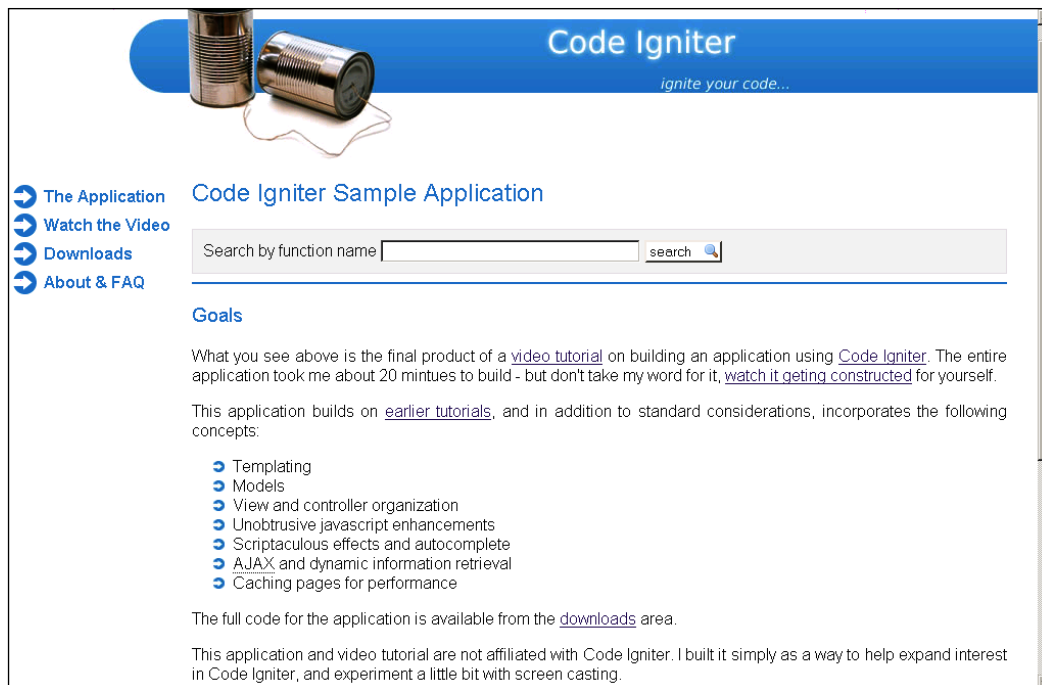 Code Igniter
ignite your code...
The Application
Watch the Video
Downloads
About & FAQ
Code Igniter Sample Application
Search by function name
search
Goals
What you see above is the final product of a video tutorial on building an application using Code Igniter. The entire
application took me about 20 mintues to build - but don't take my word for it, watch it geting constructed for yourself.
This application builds on earlier tutorials, and in addition to standard considerations, incorporates the following
concepts:
Templating
Models
View and controller organization
Unobtrusive javascript enhancements
Scriptaculous effects and autocomplete
AJAX and dynamic information retrieval
Caching pages for performance
The full code for the application is available from the downloads area.
This application and video tutorial are not affiliated with Code Igniter. I built it simply as a way to help expand interest
in Code Igniter, and experiment a little bit with screen casting.